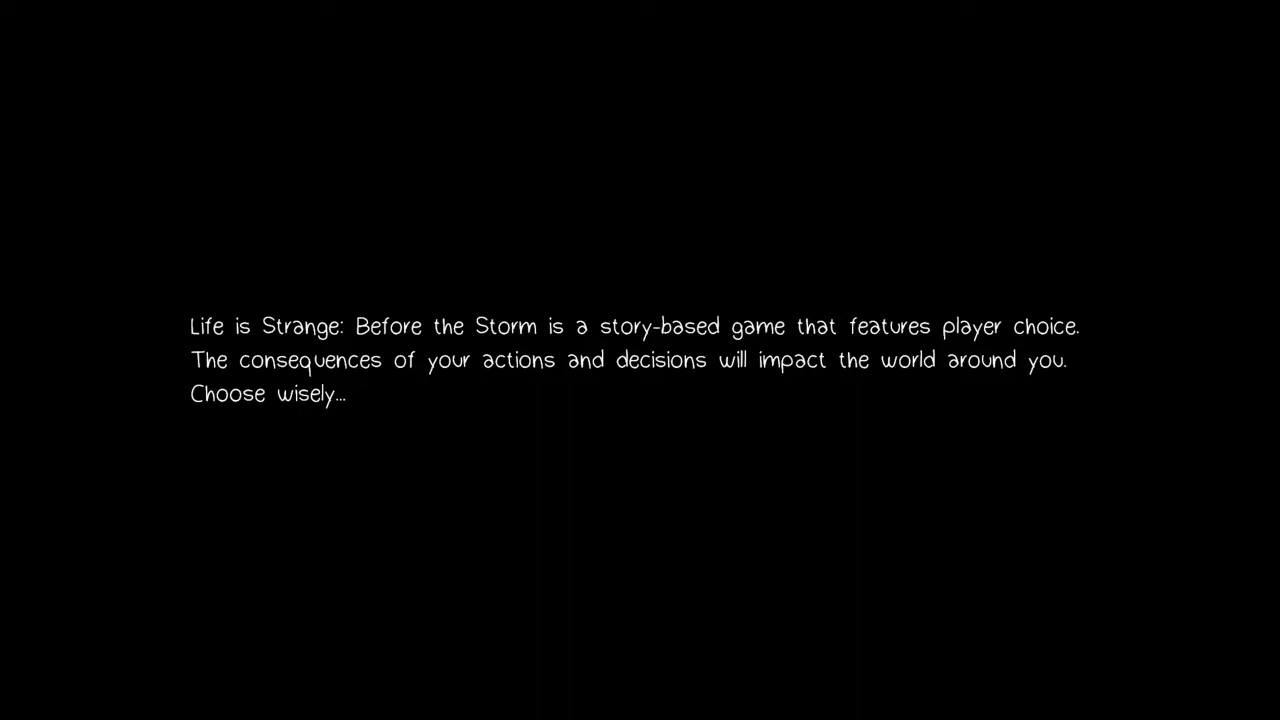 Life is Strange: Before the Storm is a story-based game that features player choice.
The consequences of your actions and decisions will impact the world around you.
Choose wisely...